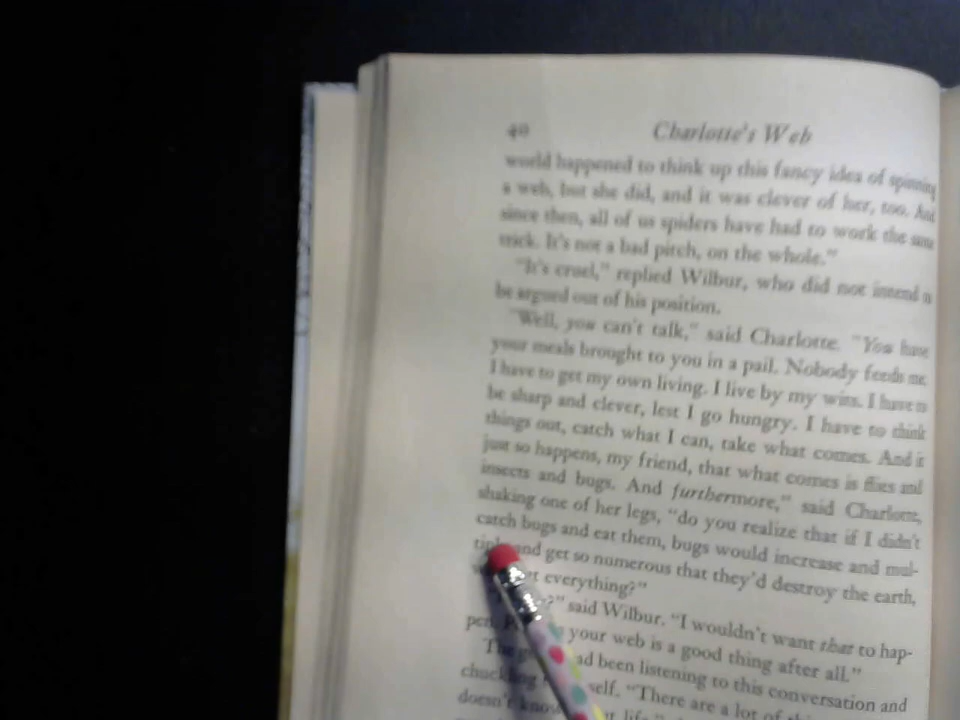 40 Charlotte's Web
world happened to think up this fancy idea of spinning
a web, but she did, and it was clever of her, too. And
since then, all of us spiders have had to work the same
trick. It's not a bad pitch, on the whole."
"It's cruel," replied Wilbur, who did not intend to
be argued out of his position.
"Well, you can't talk," said Charlotte. "You have
your meals brought to you in a pail. Nobody feeds me.
I have to get my own living. I live by my wits. I have to
be sharp and clever, lest I go hungry. I have to think
things out, catch what I can, take what comes. And it
just so happens, my friend, that what comes is flies and
insects and bugs. And furthermore," said Charlotte,
shaking one of her legs, "do you realize that if I didn't
catch bugs and eat them, bugs would increase and mul-
and get so numerous that they'd destroy the earth,
everything?"
said Wilbur. "I wouldn't want that to hap-
pen. your web is a good thing after all."
The had been listening to this conversation and
chuckling self. "There are a lot of
doesn't know life,"